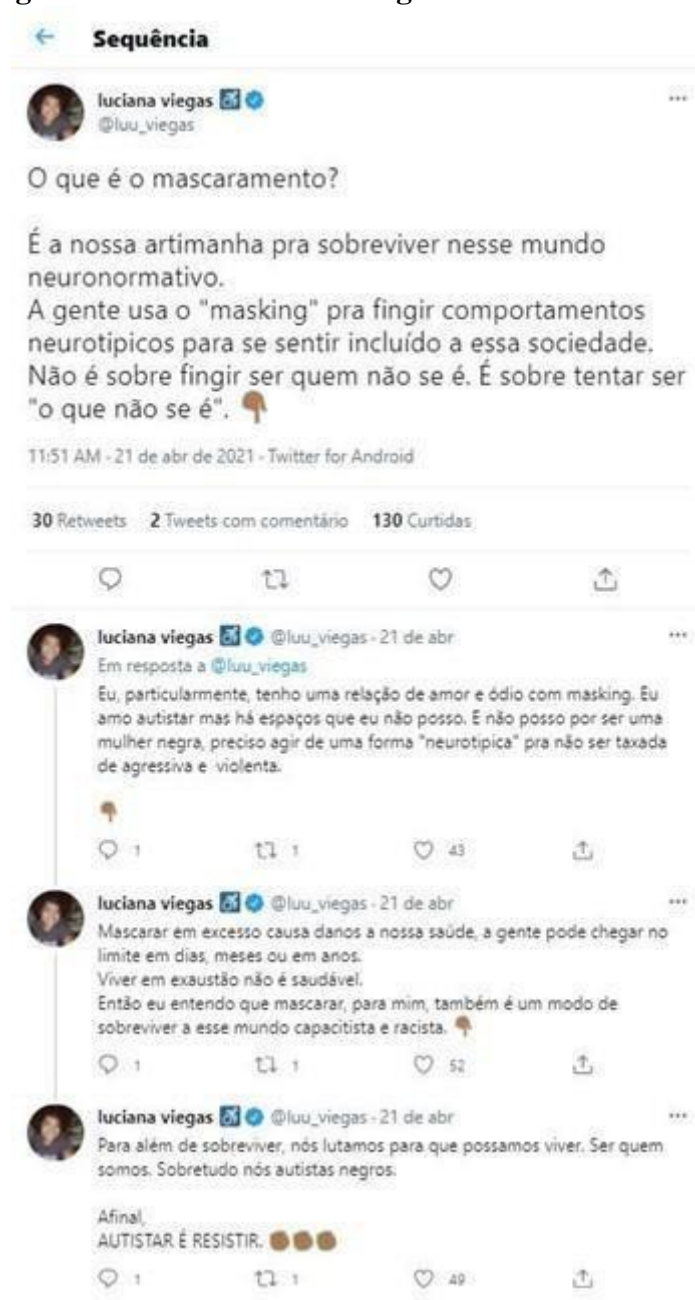 Sequência
luciana viegas
@luu_viegas
O que é o mascaramento?
É a nossa artimanha pra sobreviver nesse mundo
neuronormativo.
A gente usa o "masking" pra fingir comportamentos
neurotipicos para se sentir incluído a essa sociedade.
Não é sobre fingir ser quem não se é. É sobre tentar ser
"o que não se é". 👇🏾
11:51 AM · 21 de abr de 2021 · Twitter for Android
30 Retweets 2 Tweets com comentário 130 Curtidas
luciana viegas @luu_viegas · 21 de abr
Em resposta a @luu_viegas
Eu, particularmente, tenho uma relação de amor e ódio com masking. Eu
amo autistar mas há espaços que eu não posso. E não posso por ser uma
mulher negra, preciso agir de uma forma "neurotipica" pra não ser taxada
de agressiva e violenta.
👇🏾
1 1 43
luciana viegas @luu_viegas · 21 de abr
Mascarar em excesso causa danos a nossa saúde, a gente pode chegar no
limite em dias, meses ou em anos.
Viver em exaustão não é saudável.
Então eu entendo que mascarar, para mim, também é um modo de
sobreviver a esse mundo capacitista e racista. 👇🏾
1 1 52
luciana viegas @luu_viegas · 21 de abr
Para além de sobreviver, nós lutamos para que possamos viver. Ser quem
somos. Sobretudo nós autistas negros.
Afinal,
AUTISTAR É RESISTIR. ✊🏾✊🏾✊🏾
1 1 49